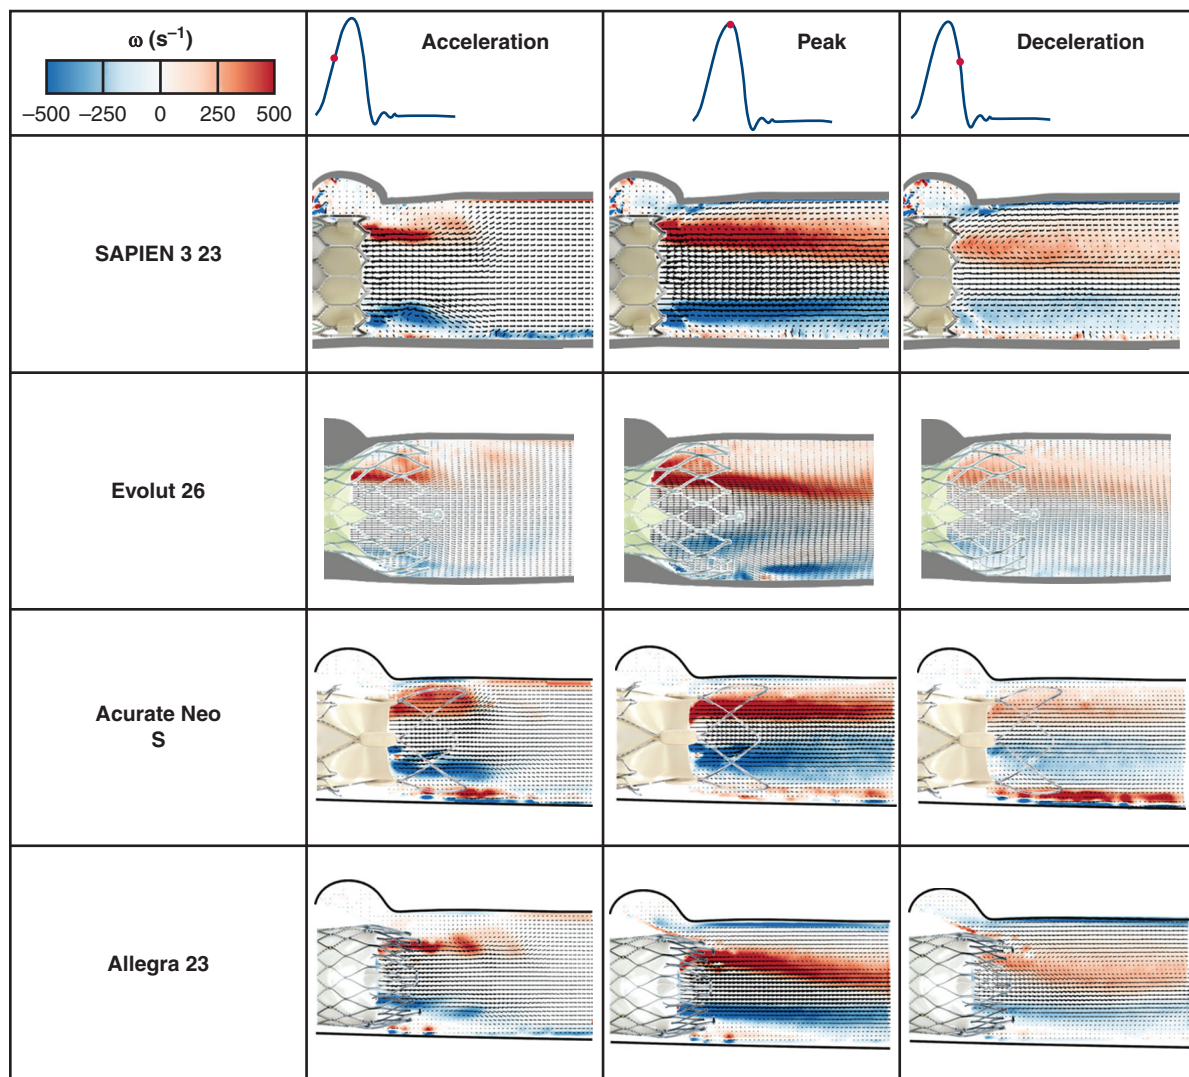 ω (s⁻¹)
−500 −250 0 250 500
Acceleration
Peak
Deceleration
SAPIEN 3 23
Evolut 26
Acurate Neo
S
Allegra 23